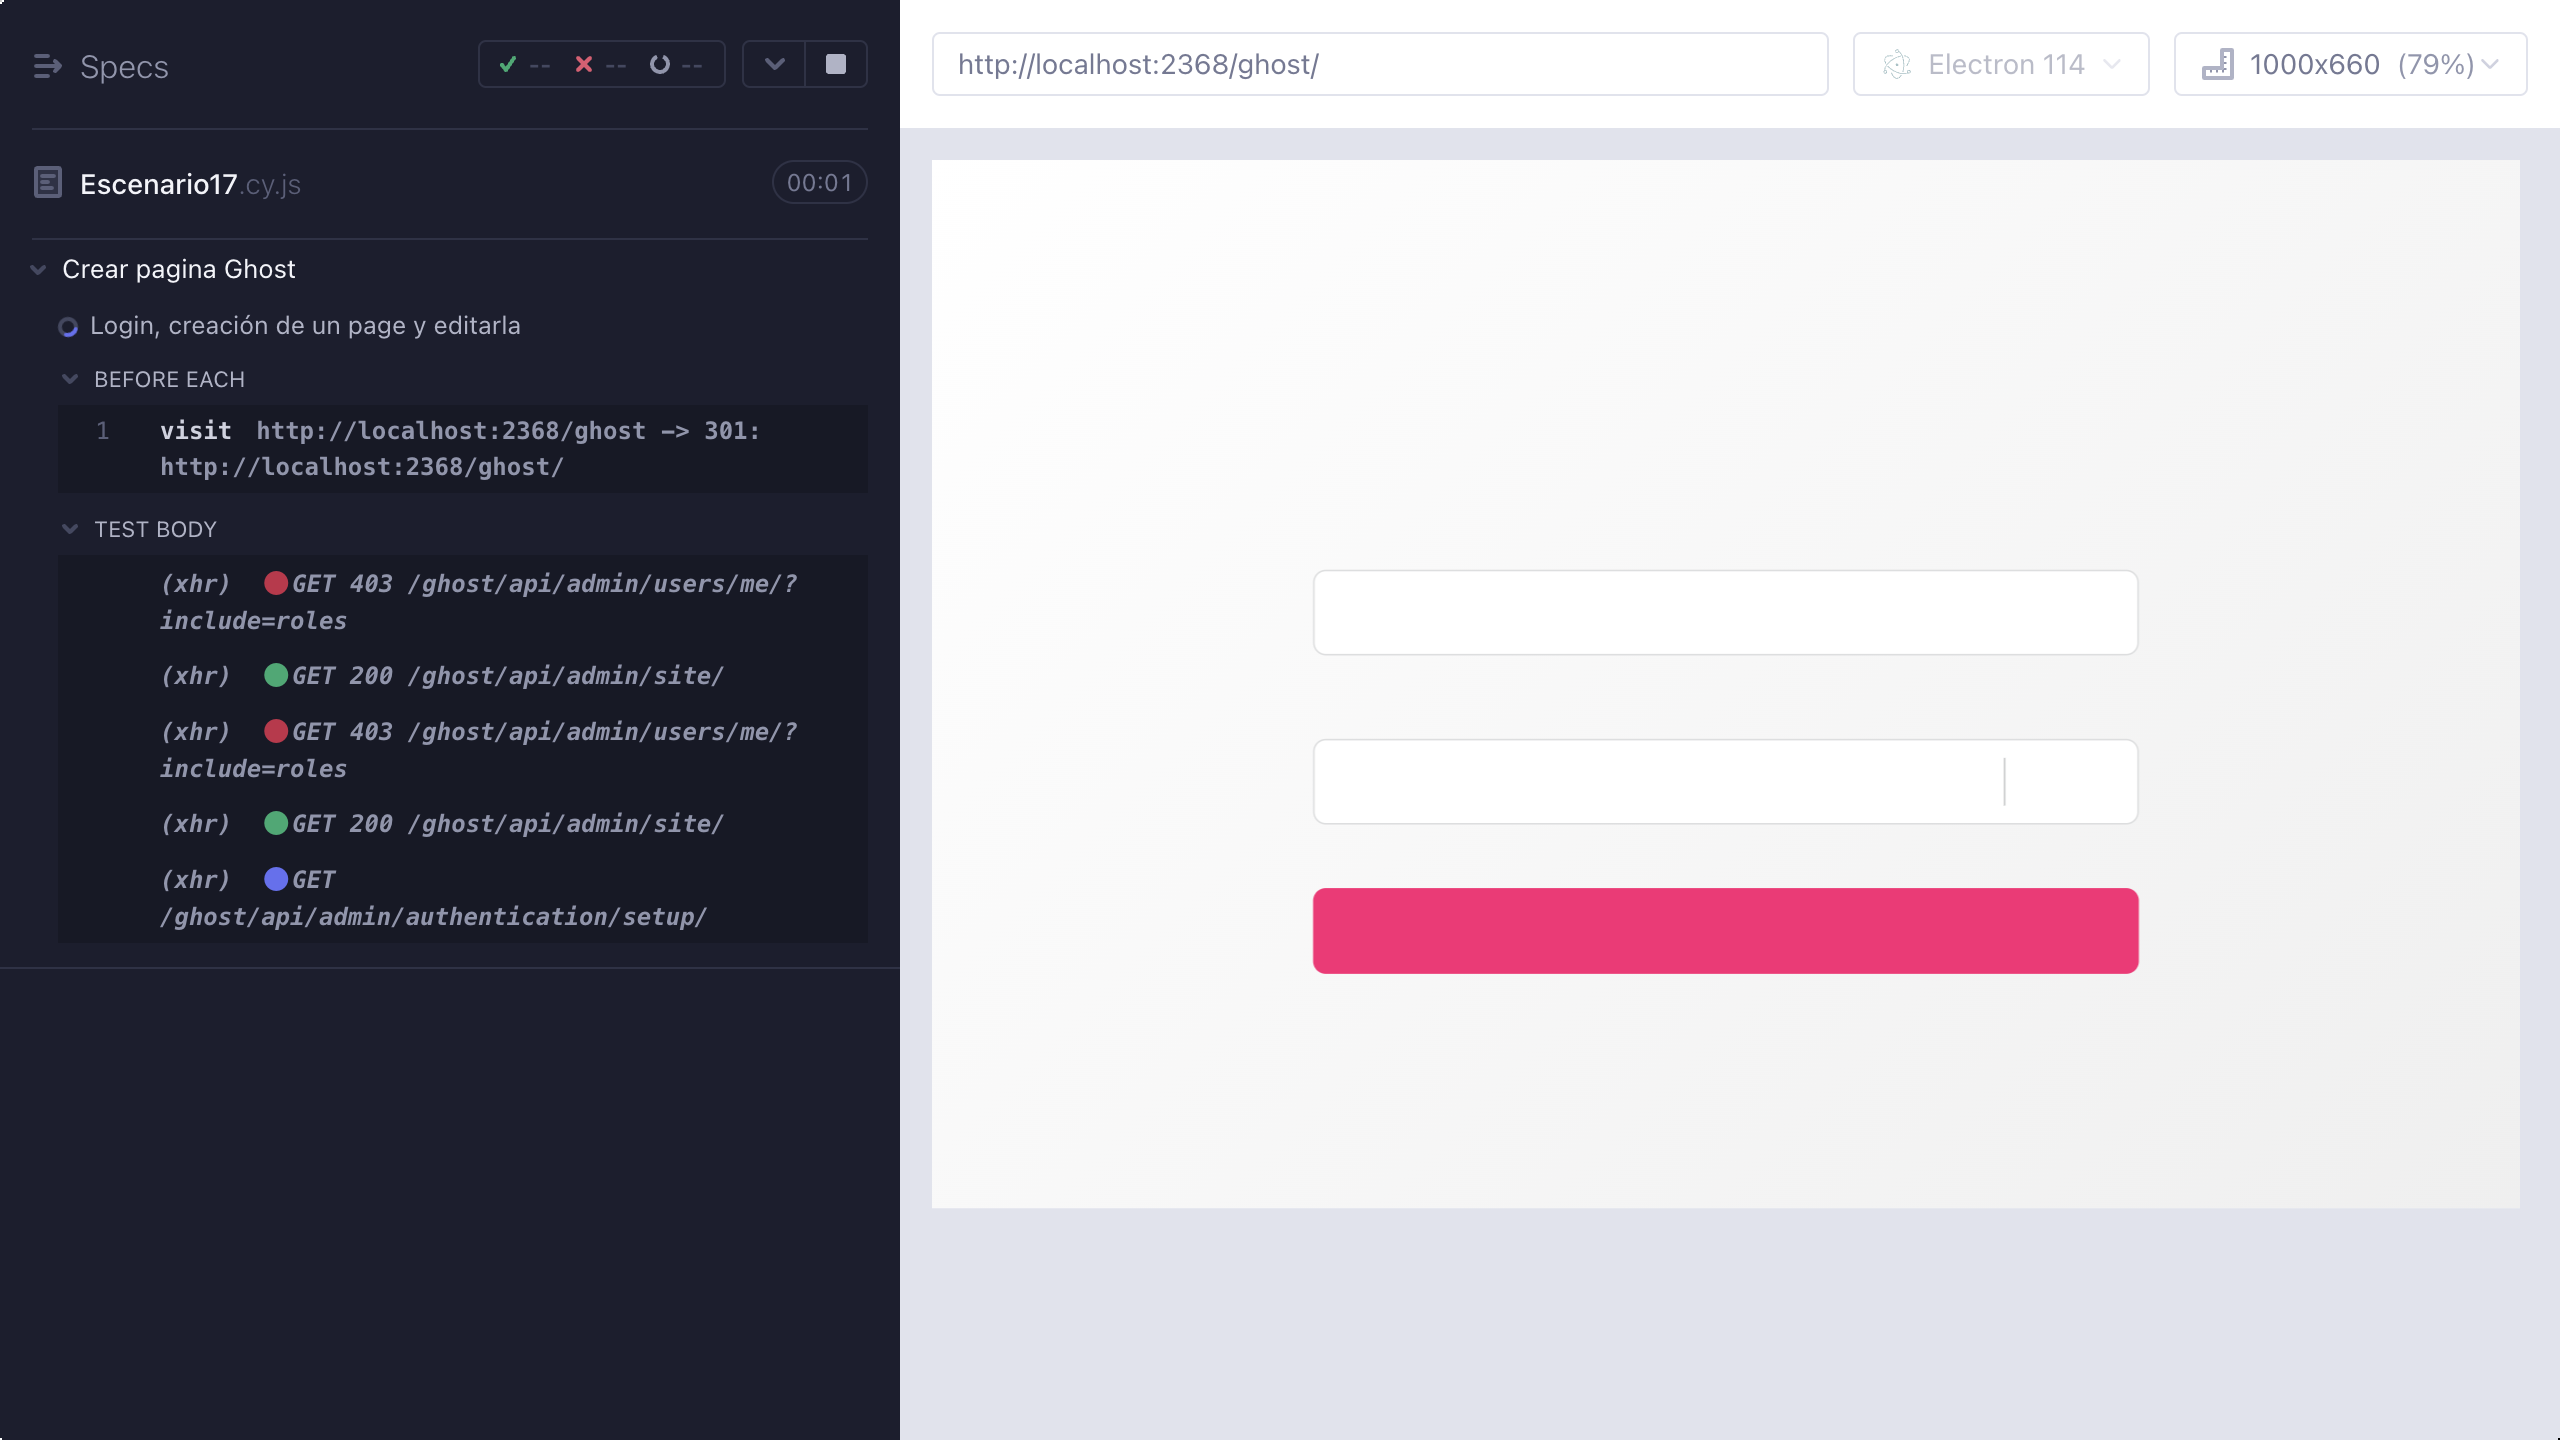 Specs
-- -- --
Escenario17.cy.js
00:01
Crear pagina Ghost
Login, creación de un page y editarla
BEFORE EACH
1 visit http://localhost:2368/ghost –> 301:
http://localhost:2368/ghost/
TEST BODY
(xhr) GET 403 /ghost/api/admin/users/me/?
include=roles
(xhr) GET 200 /ghost/api/admin/site/
(xhr) GET 403 /ghost/api/admin/users/me/?
include=roles
(xhr) GET 200 /ghost/api/admin/site/
(xhr) GET
/ghost/api/admin/authentication/setup/
http://localhost:2368/ghost/
Electron 114
1000x660 (79%)